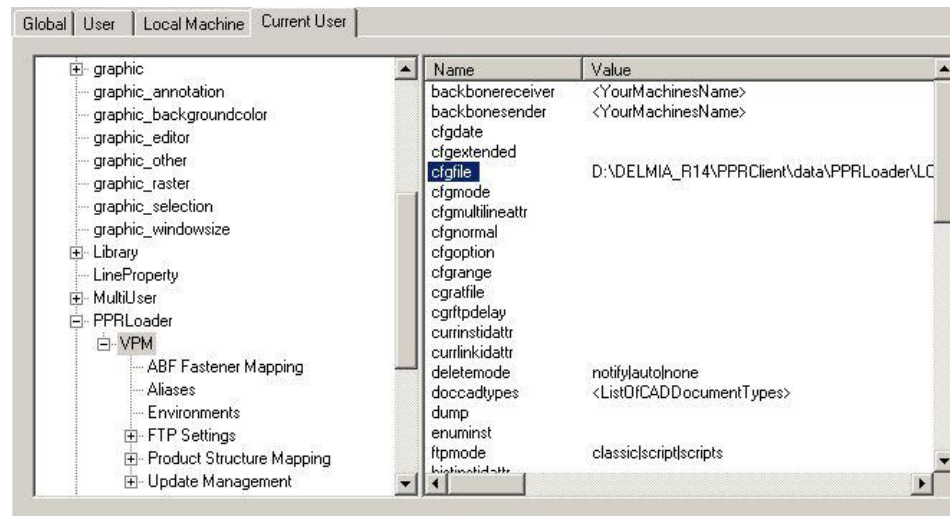 Global User Local Machine Current User
graphic
graphic_annotation
graphic_backgroundcolor
graphic_editor
graphic_other
graphic_raster
graphic_selection
graphic_windowsize
Library
LineProperty
MultiUser
PPRLoader
VPM
ABF Fastener Mapping
Aliases
Environments
FTP Settings
Product Structure Mapping
Update Management
Name Value
backbonereceiver <YourMachinesName>
backbonesender <YourMachinesName>
cfgdate
cfgextended
cfgfile D:\DELMIA_R14\PPRClient\data\PPRLoader\LC
cfgmode
cfgmultilineattr
cfgnormal
cfgoption
cfgrange
cgratfile
cgrftpdelay
currinstidattr
currlinkidattr
deletemode notify|auto|none
doccadtypes <ListOfCADDocumentTypes>
dump
enuminst
ftpmode classic|script|scripts